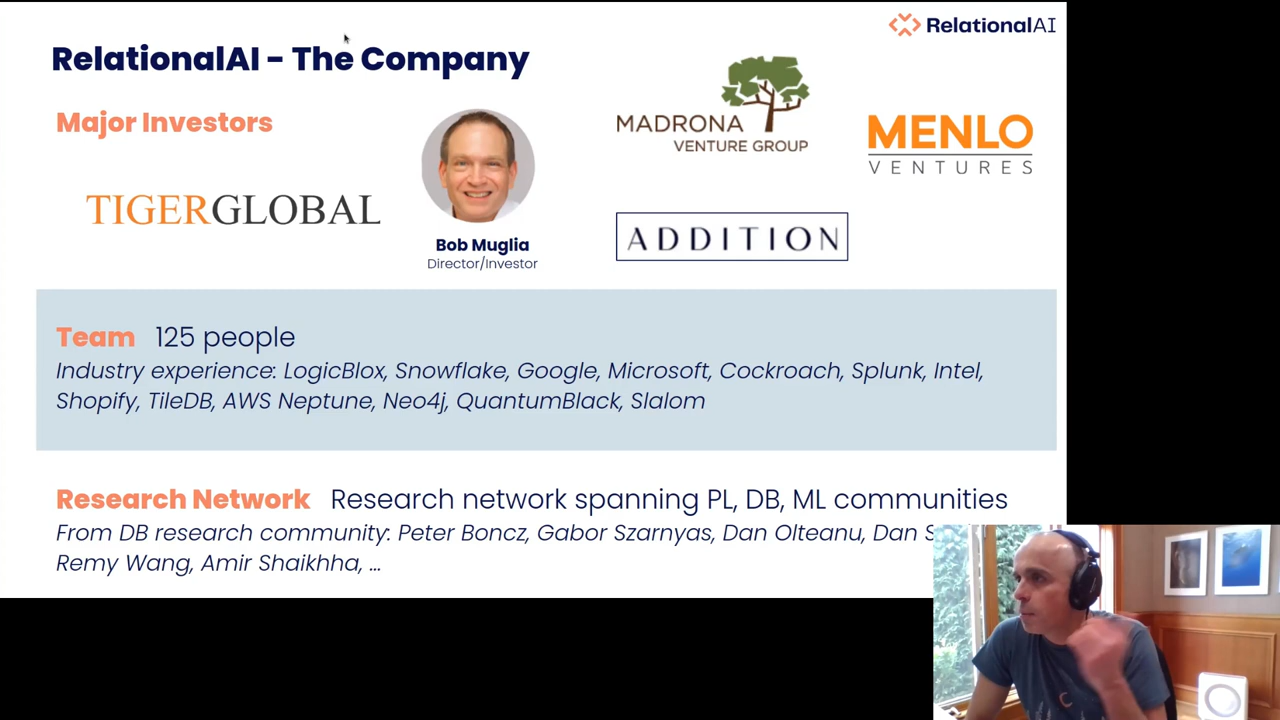 RelationalAI
RelationalAI - The Company
Major Investors
MADRONA
VENTURE GROUP
MENLO
VENTURES
TIGERGLOBAL
ADDITION
Bob Muglia
Director/Investor
Team 125 people
Industry experience: LogicBlox, Snowflake, Google, Microsoft, Cockroach, Splunk, Intel,
Shopify, TileDB, AWS Neptune, Neo4j, QuantumBlack, Slalom
Research Network Research network spanning PL, DB, ML communities
From DB research community: Peter Boncz, Gabor Szarnyas, Dan Olteanu, Dan
Remy Wang, Amir Shaikhha, ...